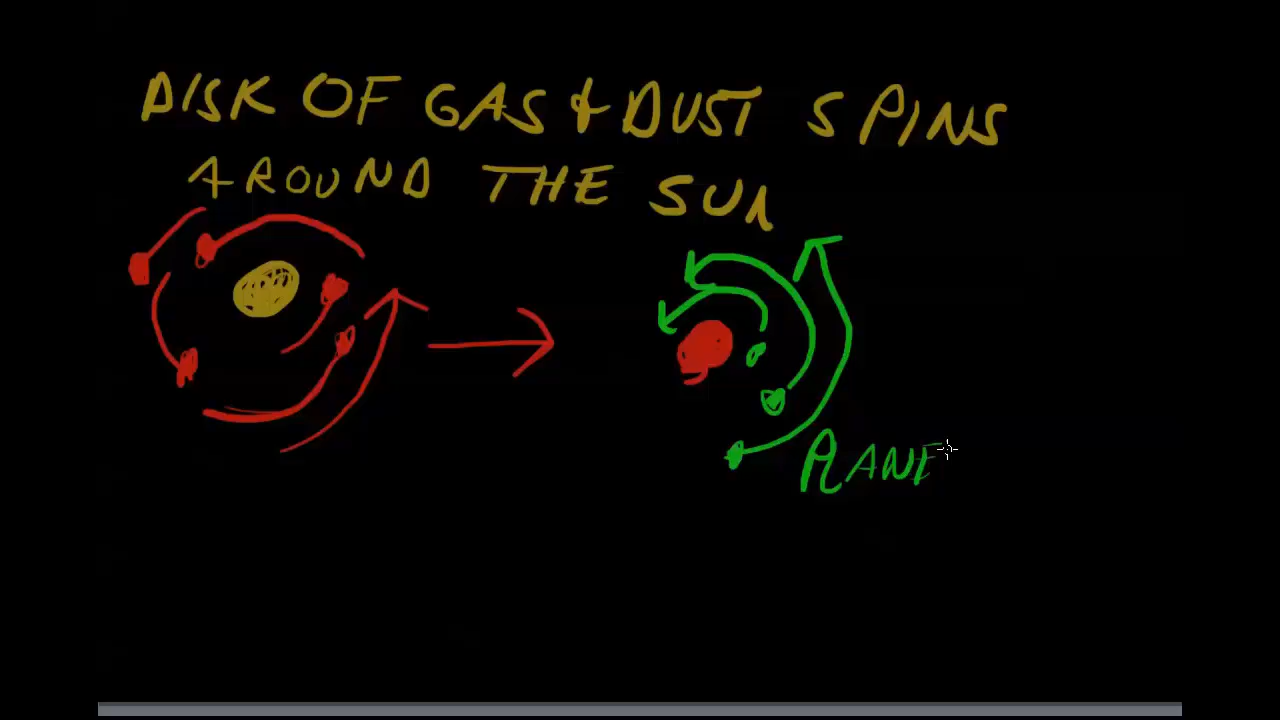 DISK OF GAS & DUST SPINS
AROUND THE SUN
PLANE